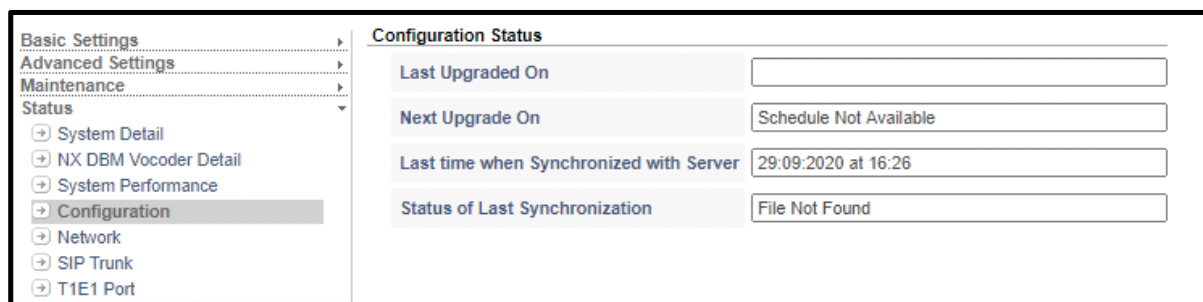 Basic Settings
Advanced Settings
Maintenance
Status
System Detail
NX DBM Vocoder Detail
System Performance
Configuration
Network
SIP Trunk
T1E1 Port
Configuration Status
Last Upgraded On
Next Upgrade On Schedule Not Available
Last time when Synchronized with Server 29:09:2020 at 16:26
Status of Last Synchronization File Not Found